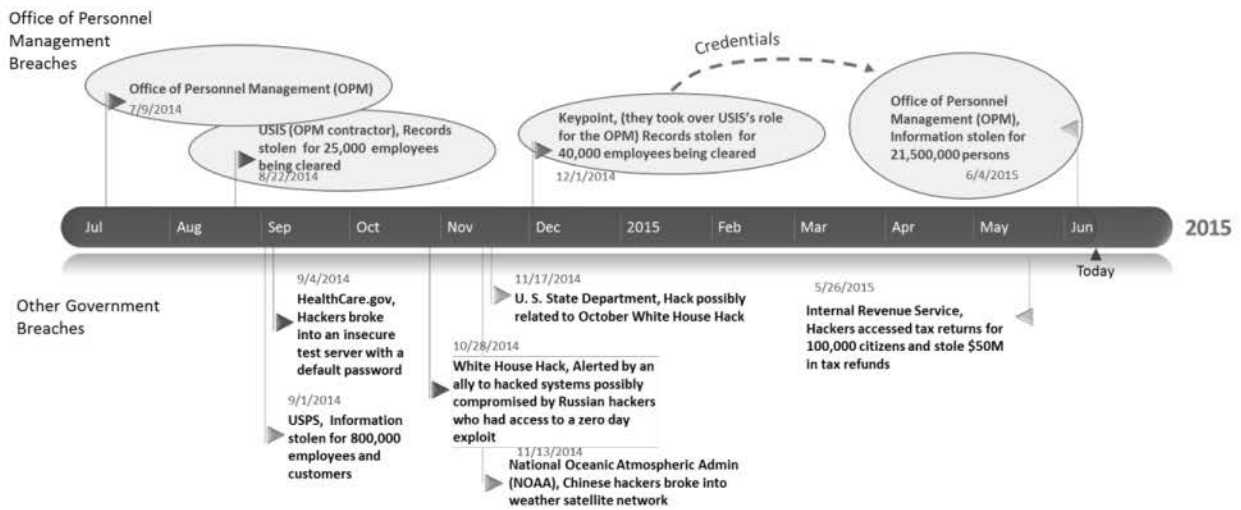 Office of Personnel
Management
Breaches
Credentials
Office of Personnel Management (OPM)
7/9/2014
USIS (OPM contractor), Records
stolen for 25,000 employees
being cleared
8/22/2014
Keypoint, (they took over USIS's role
for the OPM) Records stolen for
40,000 employees being cleared
12/1/2014
Office of Personnel
Management (OPM),
Information stolen for
21,500,000 persons
6/4/2015
Jul
Aug
Sep
Oct
Nov
Dec
2015
Feb
Mar
Apr
May
Jun
2015
Today
Other Government
Breaches
9/4/2014
HealthCare.gov,
Hackers broke
into an insecure
test server with a
default password
9/1/2014
USPS, Information
stolen for 800,000
employees and
customers
11/17/2014
U. S. State Department, Hack possibly
related to October White House Hack
10/28/2014
White House Hack, Alerted by an
ally to hacked systems possibly
compromised by Russian hackers
who had access to a zero day
exploit
11/13/2014
National Oceanic Atmospheric Admin
(NOAA), Chinese hackers broke into
weather satellite network
5/26/2015
Internal Revenue Service,
Hackers accessed tax returns for
100,000 citizens and stole $50M
in tax refunds